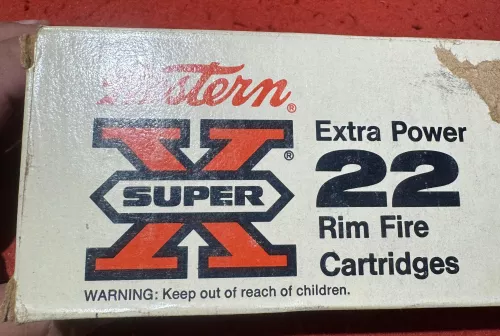 Western®
X®
SUPER
Extra Power
22
Rim Fire
Cartridges
WARNING: Keep out of reach of children.